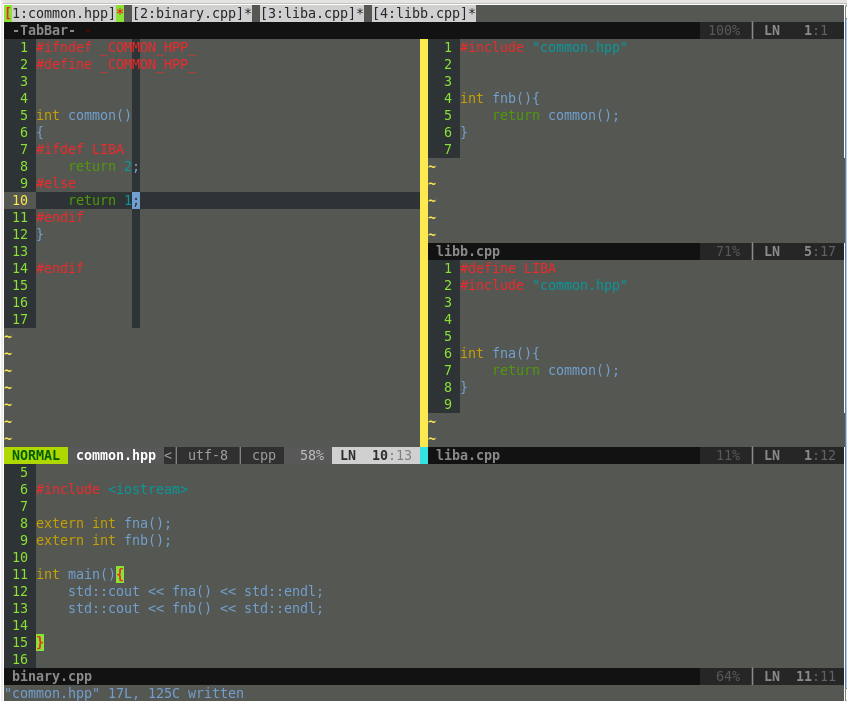 [1:common.hpp]* [2:binary.cpp]* [3:liba.cpp]* [4:libb.cpp]*
-TabBar- - 100% | LN 1:1
1 #ifndef _COMMON_HPP_
2 #define _COMMON_HPP_
3
4
5 int common()
6 {
7 #ifdef LIBA
8     return 2;
9 #else
10     return 1;
11 #endif
12 }
13
14 #endif
15
16
17
~
~
~
~
~
~
~
NORMAL common.hpp <| utf-8 | cpp 58% LN 10:13
1 #include "common.hpp"
2
3
4 int fnb(){
5     return common();
6 }
7
~
~
~
~
~
libb.cpp 71% | LN 5:17
1 #define LIBA
2 #include "common.hpp"
3
4
5
6 int fna(){
7     return common();
8 }
9
~
~
liba.cpp 11% | LN 1:12
5
6 #include <iostream>
7
8 extern int fna();
9 extern int fnb();
10
11 int main(){
12     std::cout << fna() << std::endl;
13     std::cout << fnb() << std::endl;
14
15 }
16
binary.cpp 64% | LN 11:11
"common.hpp" 17L, 125C written